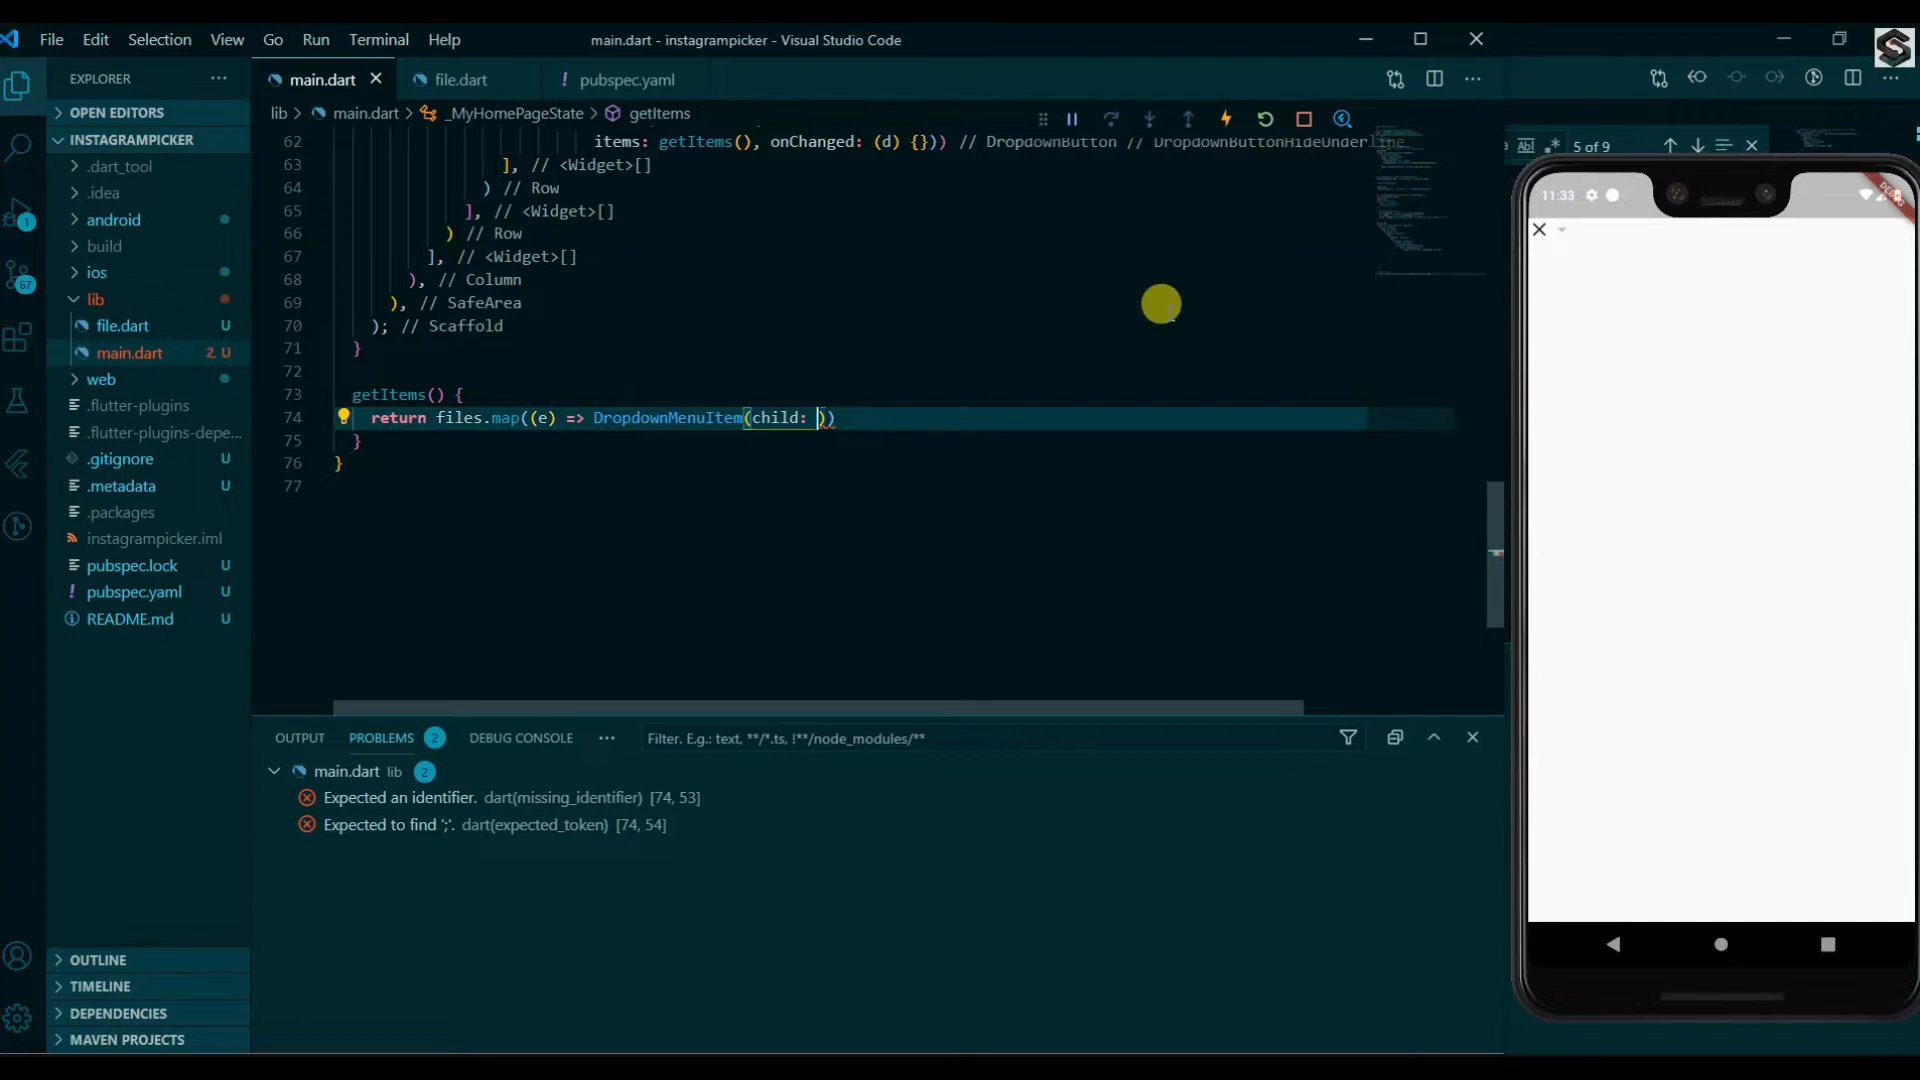 File Edit Selection View Go Run Terminal Help
main.dart - instagrampicker - Visual Studio Code
EXPLORER
OPEN EDITORS
INSTAGRAMPICKER
.dart_tool
.idea
android
build
ios
lib
file.dart U
main.dart 2, U
web
.flutter-plugins
.flutter-plugins-depe...
.gitignore U
.metadata U
.packages
instagrampicker.iml
pubspec.lock U
pubspec.yaml U
README.md U
OUTLINE
TIMELINE
DEPENDENCIES
MAVEN PROJECTS
1
67
main.dart file.dart ! pubspec.yaml
lib > main.dart > _MyHomePageState > getItems
62 items: getItems(), onChanged: (d) {})) // DropdownButton // DropdownButtonHideUnderline
63 ], // <Widget>[]
64 ) // Row
65 ], // <Widget>[]
66 ) // Row
67 ], // <Widget>[]
68 ), // Column
69 ), // SafeArea
70 ); // Scaffold
71 }
72
73 getItems() {
74 return files.map((e) => DropdownMenuItem(child: ))
75 }
76 }
77
OUTPUT PROBLEMS 2 DEBUG CONSOLE
Filter. E.g.: text, **/*.ts, !**/node_modules/**
main.dart lib 2
Expected an identifier. dart(missing_identifier) [74, 53]
Expected to find ';'. dart(expected_token) [74, 54]
5 of 9
11:33
DEBUG